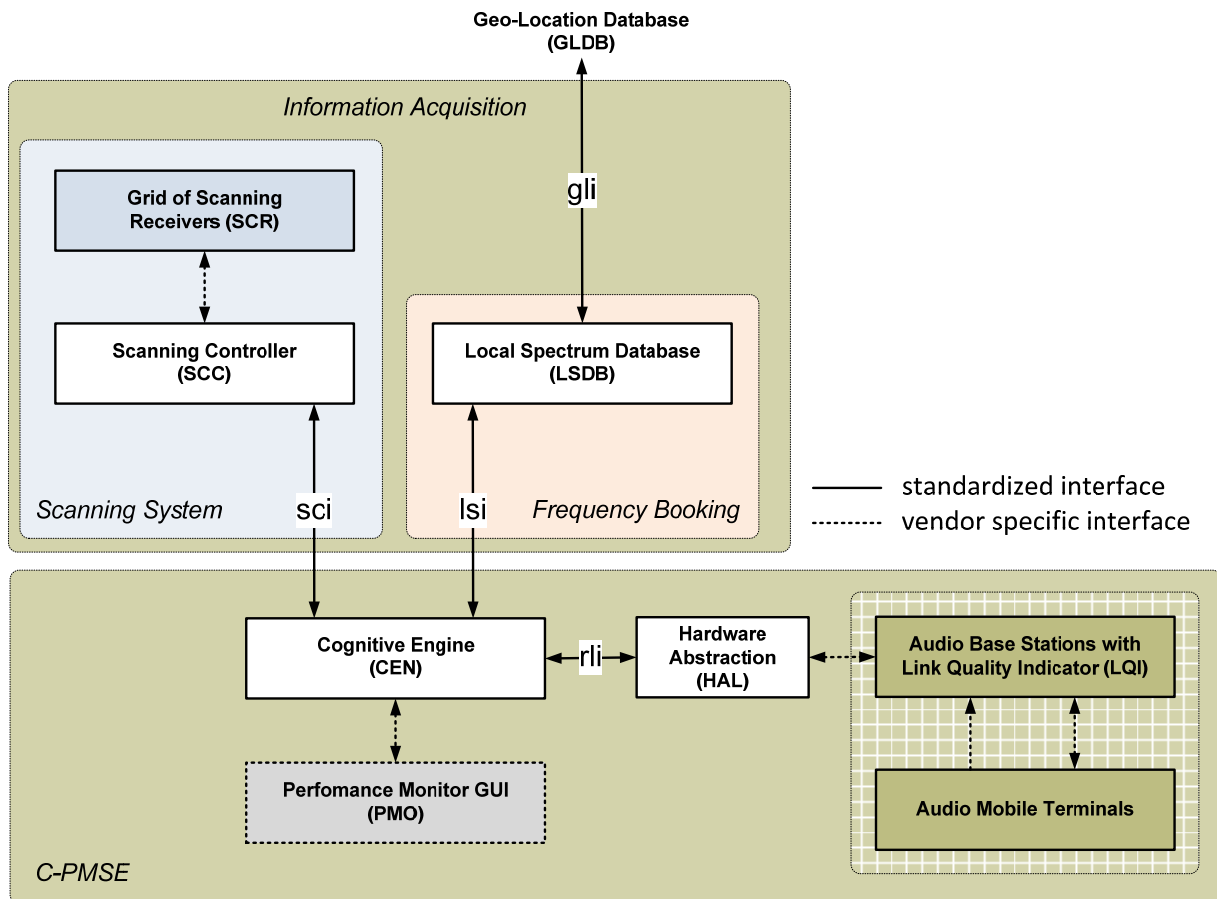 Geo-Location Database
(GLDB)
Information Acquisition
gli
Grid of Scanning
Receivers (SCR)
Scanning Controller
(SCC)
Local Spectrum Database
(LSDB)
Scanning System
sci
lsi
Frequency Booking
standardized interface
vendor specific interface
Cognitive Engine
(CEN)
rli
Hardware
Abstraction
(HAL)
Audio Base Stations with
Link Quality Indicator (LQI)
Perfomance Monitor GUI
(PMO)
Audio Mobile Terminals
C-PMSE